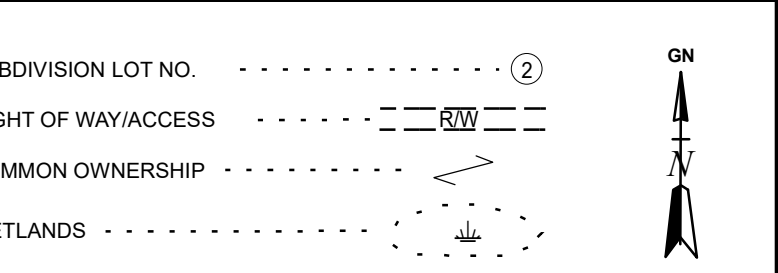 BDIVISION LOT NO. 2
GHT OF WAY/ACCESS R/W
MMON OWNERSHIP
ETLANDS
GN
N